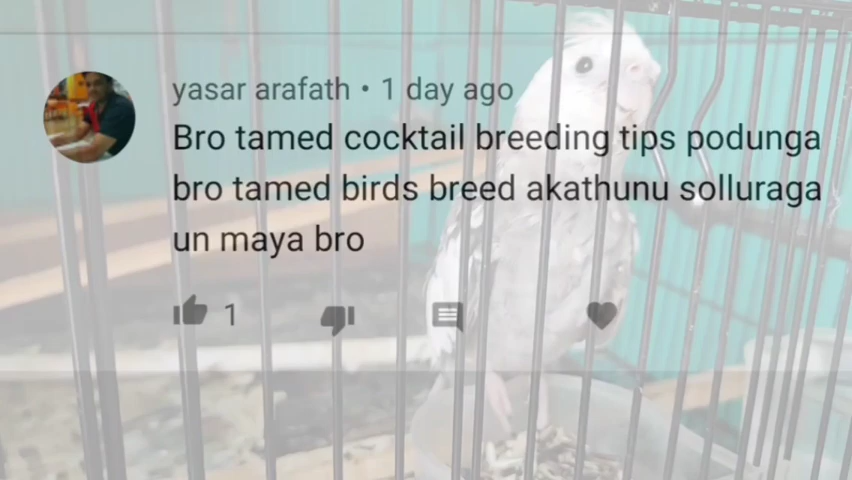 yasar arafath • 1 day ago
Bro tamed cocktail breeding tips podunga
bro tamed birds breed akathunu solluraga
un maya bro
1